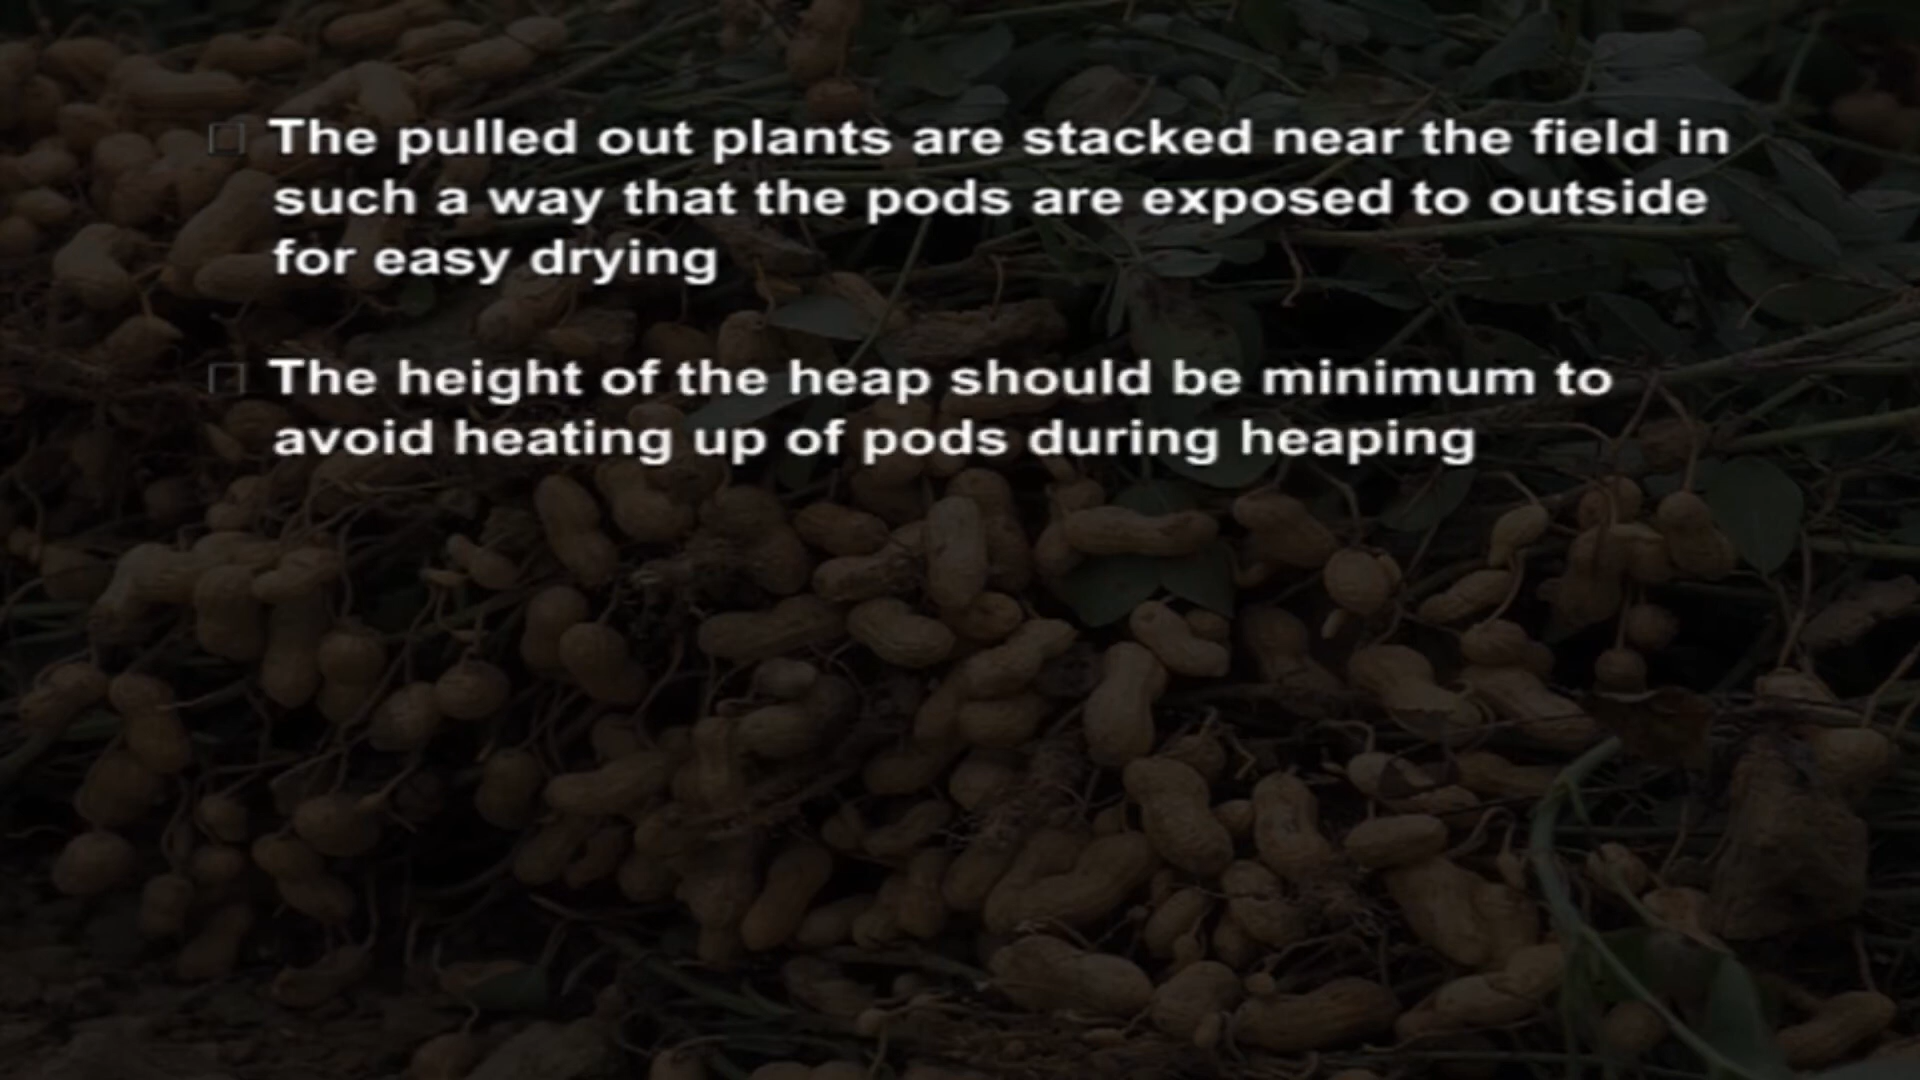 The pulled out plants are stacked near the field in
such a way that the pods are exposed to outside
for easy drying
The height of the heap should be minimum to
avoid heating up of pods during heaping